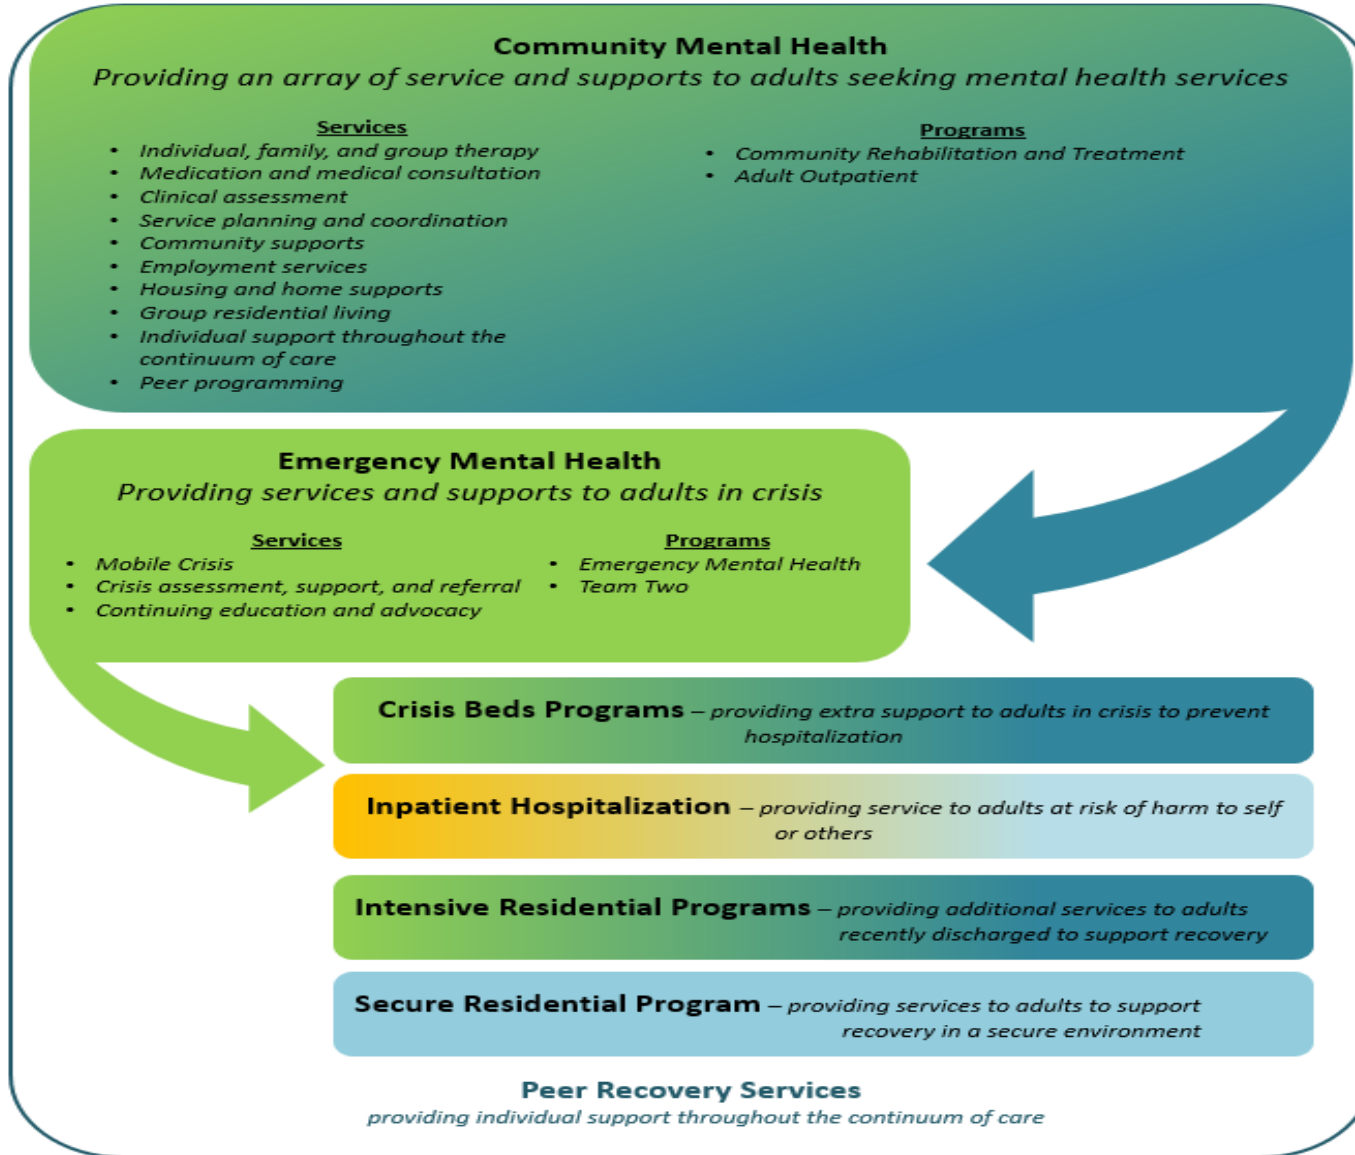 Community Mental Health
Providing an array of service and supports to adults seeking mental health services
Services
• Individual, family, and group therapy
• Medication and medical consultation
• Clinical assessment
• Service planning and coordination
• Community supports
• Employment services
• Housing and home supports
• Group residential living
• Individual support throughout the
continuum of care
• Peer programming
Programs
• Community Rehabilitation and Treatment
• Adult Outpatient
Emergency Mental Health
Providing services and supports to adults in crisis
Services
• Mobile Crisis
• Crisis assessment, support, and referral
• Continuing education and advocacy
Programs
• Emergency Mental Health
• Team Two
Crisis Beds Programs – providing extra support to adults in crisis to prevent
hospitalization
Inpatient Hospitalization – providing service to adults at risk of harm to self
or others
Intensive Residential Programs – providing additional services to adults
recently discharged to support recovery
Secure Residential Program – providing services to adults to support
recovery in a secure environment
Peer Recovery Services
providing individual support throughout the continuum of care